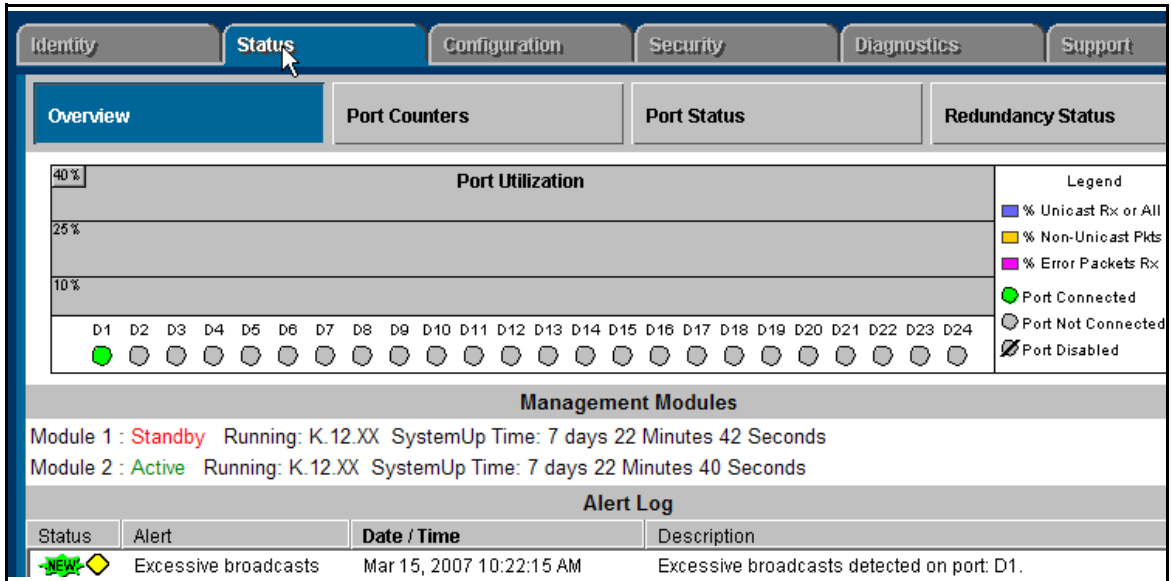 Identity Status Configuration Security Diagnostics Support
Overview Port Counters Port Status Redundancy Status
40% Port Utilization
25%
10%
D1 D2 D3 D4 D5 D6 D7 D8 D9 D10 D11 D12 D13 D14 D15 D16 D17 D18 D19 D20 D21 D22 D23 D24
Legend
% Unicast Rx or All
% Non-Unicast Pkts
% Error Packets Rx
Port Connected
Port Not Connected
Port Disabled
Management Modules
Module 1 : Standby Running: K.12.XX SystemUp Time: 7 days 22 Minutes 42 Seconds
Module 2 : Active Running: K.12.XX SystemUp Time: 7 days 22 Minutes 40 Seconds
Alert Log
Status Alert Date / Time Description
NEW Excessive broadcasts Mar 15, 2007 10:22:15 AM Excessive broadcasts detected on port: D1.